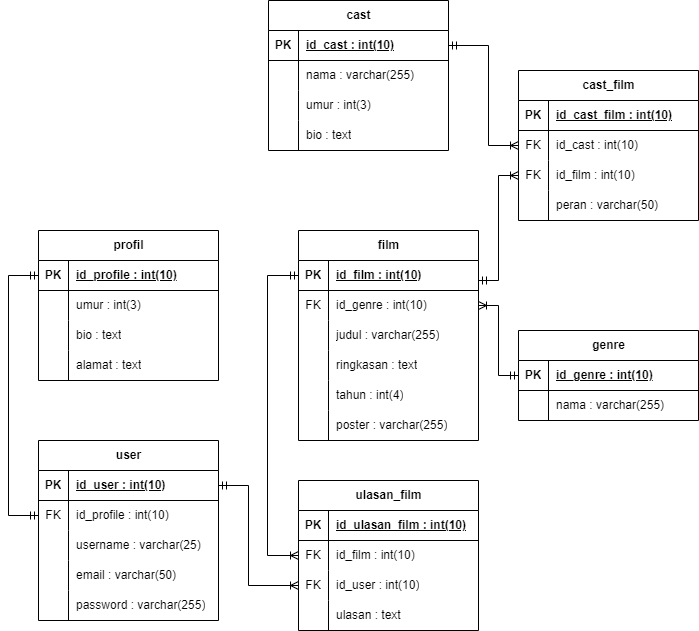 cast
PK id_cast : int(10)
nama : varchar(255)
umur : int(3)
bio : text
cast_film
PK id_cast_film : int(10)
FK id_cast : int(10)
FK id_film : int(10)
peran : varchar(50)
profil
PK id_profile : int(10)
umur : int(3)
bio : text
alamat : text
film
PK id_film : int(10)
FK id_genre : int(10)
judul : varchar(255)
ringkasan : text
tahun : int(4)
poster : varchar(255)
genre
PK id_genre : int(10)
nama : varchar(255)
user
PK id_user : int(10)
FK id_profile : int(10)
username : varchar(25)
email : varchar(50)
password : varchar(255)
ulasan_film
PK id_ulasan_film : int(10)
FK id_film : int(10)
FK id_user : int(10)
ulasan : text